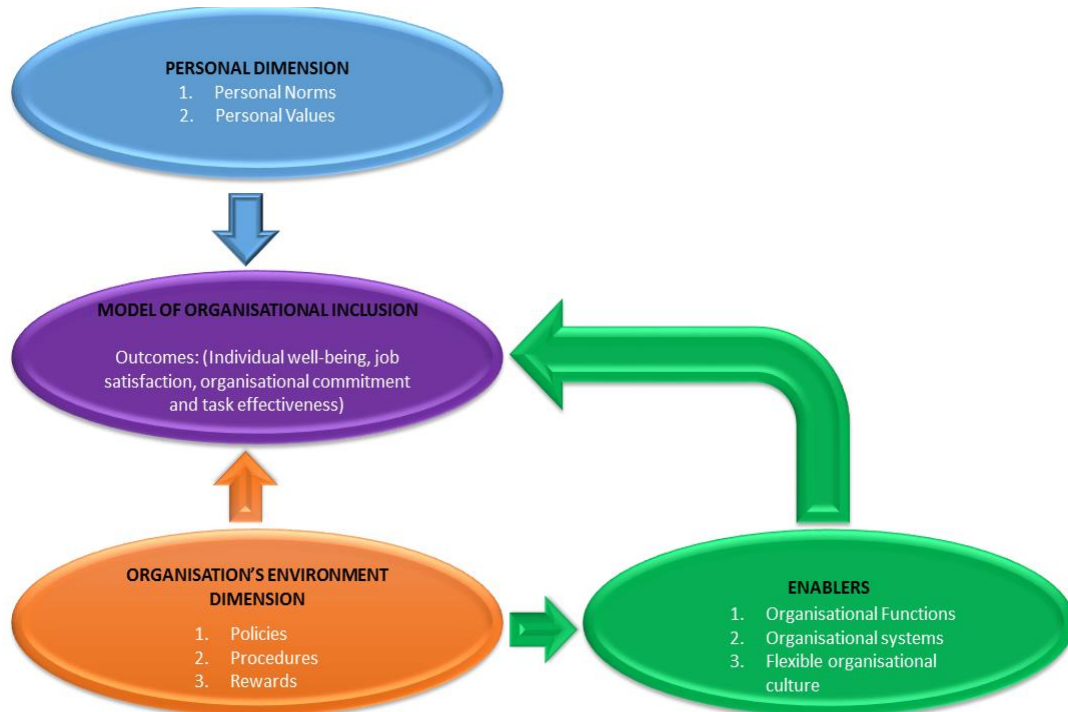 PERSONAL DIMENSION
1. Personal Norms
2. Personal Values
MODEL OF ORGANISATIONAL INCLUSION
Outcomes: (Individual well-being, job
satisfaction, organisational commitment
and task effectiveness)
ORGANISATION'S ENVIRONMENT
DIMENSION
1. Policies
2. Procedures
3. Rewards
ENABLERS
1. Organisational Functions
2. Organisational systems
3. Flexible organisational
culture